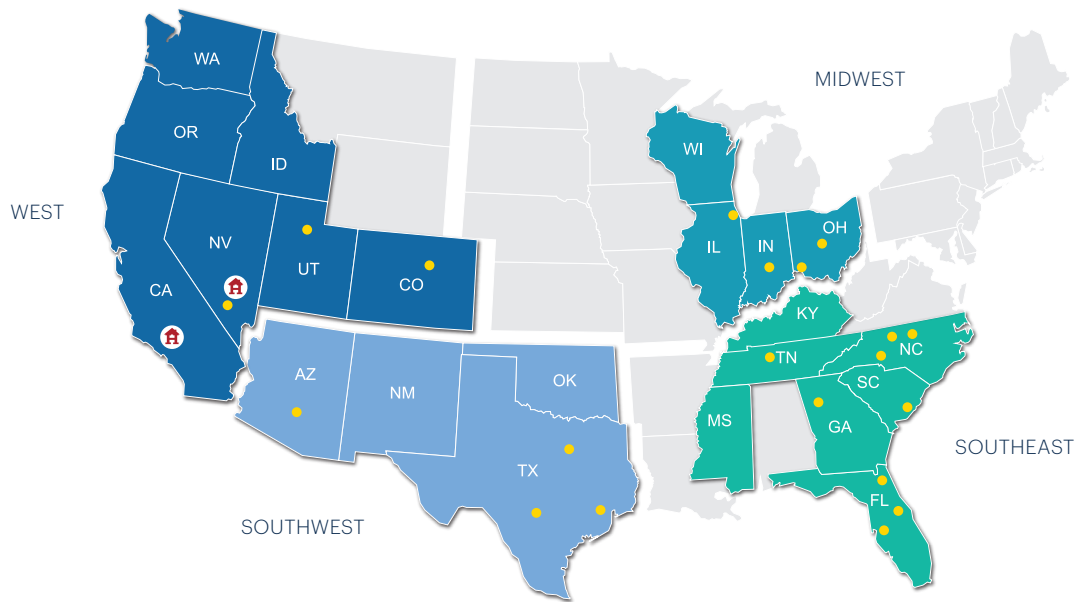 WA
MIDWEST
OR
WI
ID
WEST
OH
NV
IL
IN
UT
CO
CA
KY
NC
TN
AZ
OK
SC
NM
MS
GA
SOUTHEAST
TX
FL
SOUTHWEST